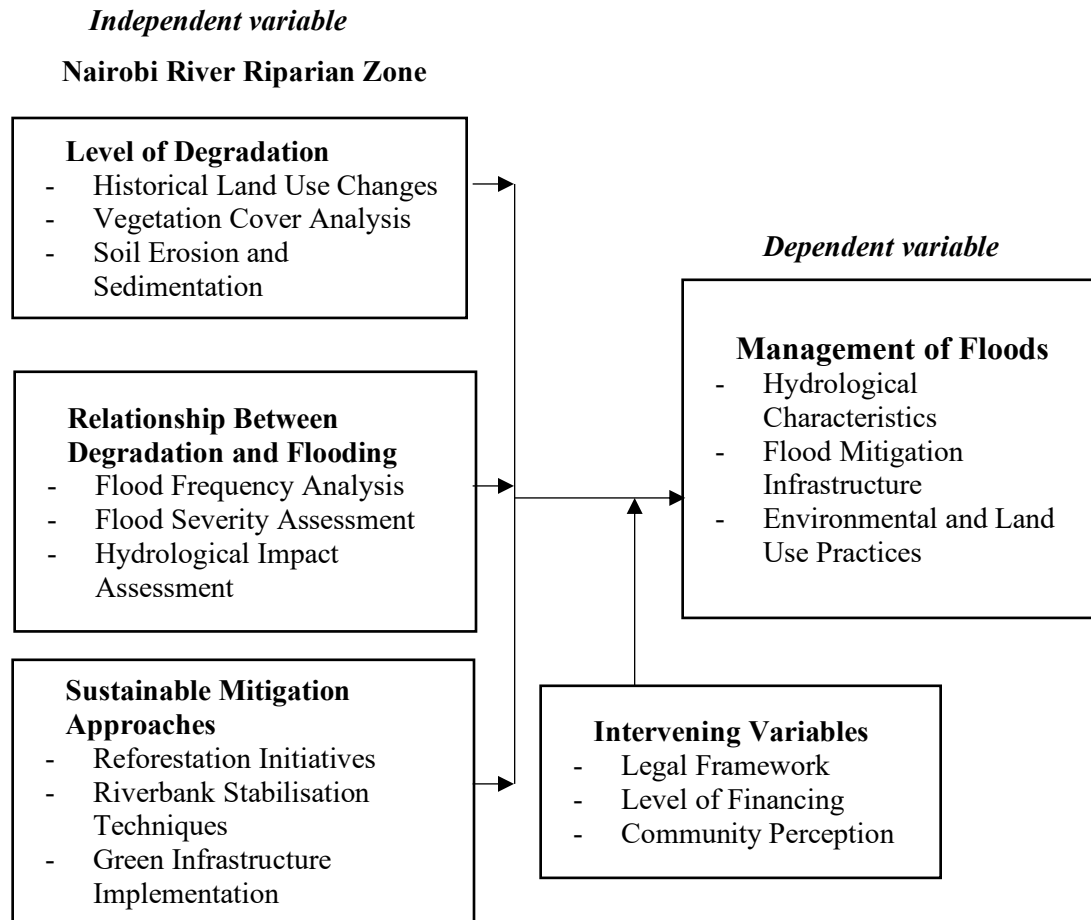 Independent variable
Nairobi River Riparian Zone
Level of Degradation
- Historical Land Use Changes
- Vegetation Cover Analysis
- Soil Erosion and
Sedimentation
Relationship Between
Degradation and Flooding
- Flood Frequency Analysis
- Flood Severity Assessment
- Hydrological Impact
Assessment
Sustainable Mitigation
Approaches
- Reforestation Initiatives
- Riverbank Stabilisation
Techniques
- Green Infrastructure
Implementation
Dependent variable
Management of Floods
- Hydrological
Characteristics
- Flood Mitigation
Infrastructure
- Environmental and Land
Use Practices
Intervening Variables
- Legal Framework
- Level of Financing
- Community Perception